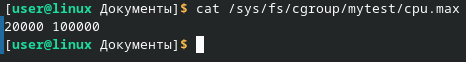 [user@linux Документы]$ cat /sys/fs/cgroup/mytest/cpu.max
20000 100000
[user@linux Документы]$